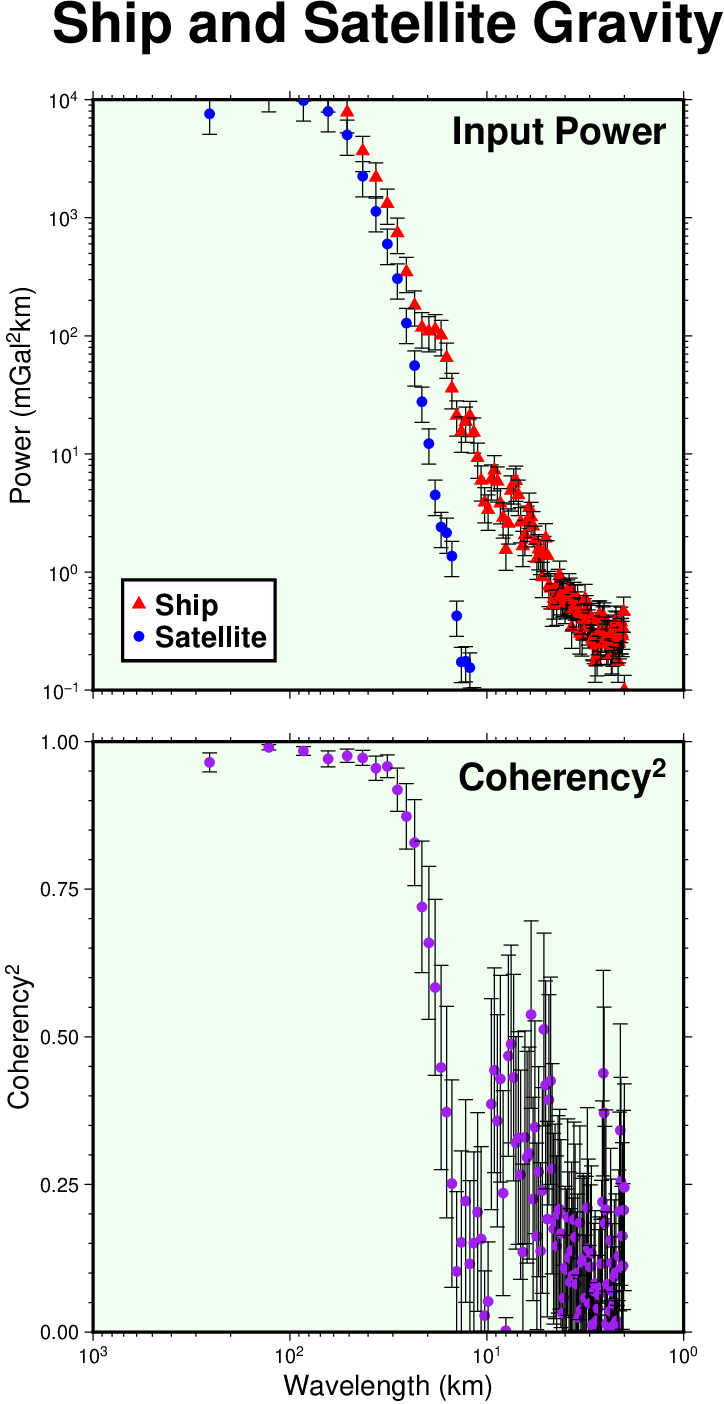 Ship and Satellite Gravity
Input Power
10⁴
10³
10²
10¹
10⁰
10⁻¹
Power (mGal²km)
Ship
Satellite
Coherency²
1.00
0.75
0.50
0.25
0.00
Coherency²
10³ 10² 10¹ 10⁰
Wavelength (km)